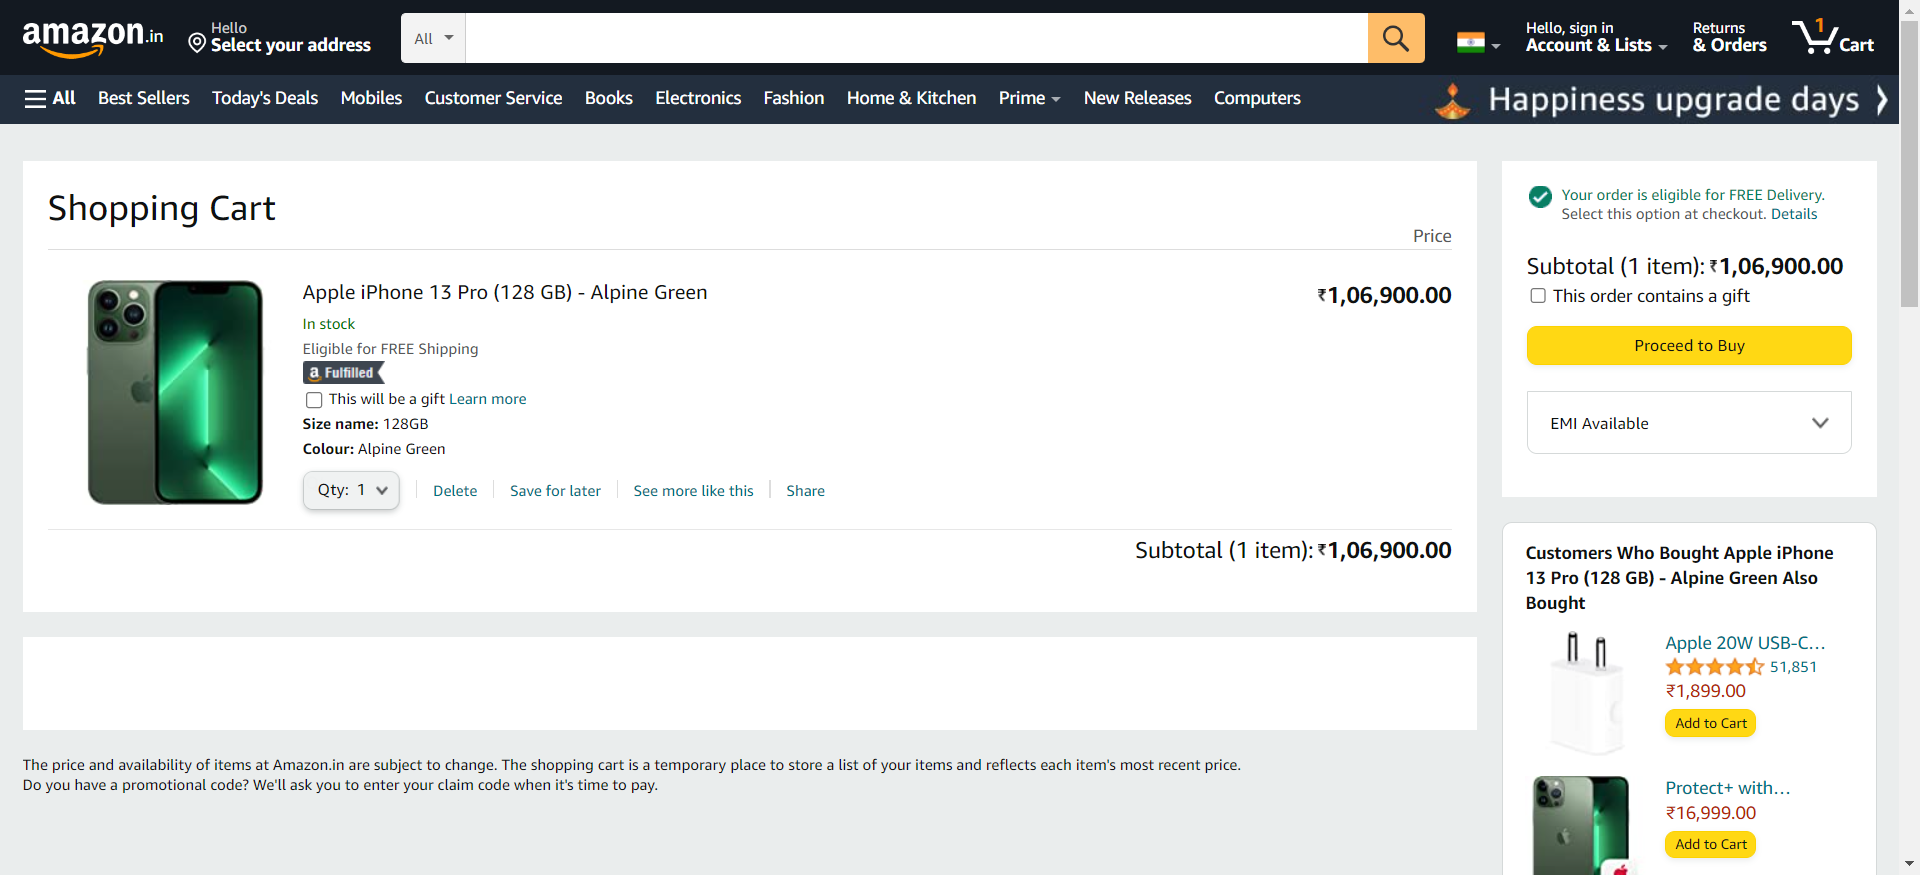 amazon.in
Hello
Select your address
All
Hello, sign in
Account & Lists
Returns
& Orders
1
Cart
All Best Sellers Today's Deals Mobiles Customer Service Books Electronics Fashion Home & Kitchen Prime New Releases Computers
Happiness upgrade days
Shopping Cart
Price
Apple iPhone 13 Pro (128 GB) - Alpine Green
₹1,06,900.00
In stock
Eligible for FREE Shipping
a Fulfilled
This will be a gift Learn more
Size name: 128GB
Colour: Alpine Green
Qty: 1 Delete Save for later See more like this Share
Subtotal (1 item): ₹1,06,900.00
The price and availability of items at Amazon.in are subject to change. The shopping cart is a temporary place to store a list of your items and reflects each item's most recent price.
Do you have a promotional code? We'll ask you to enter your claim code when it's time to pay.
Your order is eligible for FREE Delivery.
Select this option at checkout. Details
Subtotal (1 item): ₹1,06,900.00
This order contains a gift
Proceed to Buy
EMI Available
Customers Who Bought Apple iPhone
13 Pro (128 GB) - Alpine Green Also
Bought
Apple 20W USB-C…
51,851
₹1,899.00
Add to Cart
Protect+ with…
₹16,999.00
Add to Cart